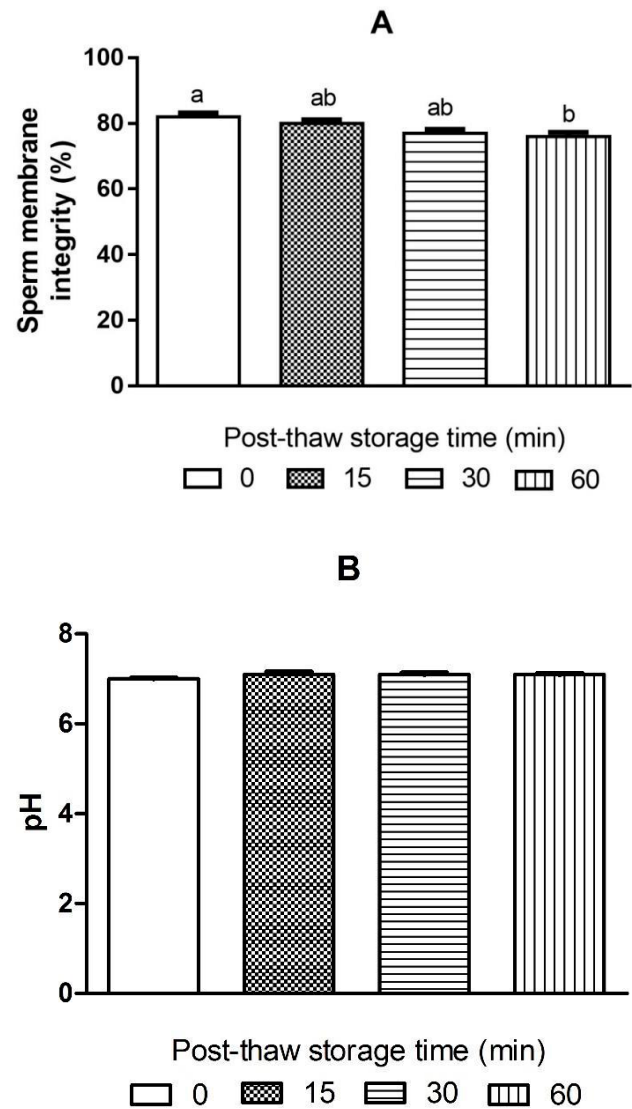 A
100
80
60
40
20
0
Sperm membrane
integrity (%)
a ab ab b
Post-thaw storage time (min)
0 15 30 60
B
8
6
4
2
0
pH
Post-thaw storage time (min)
0 15 30 60